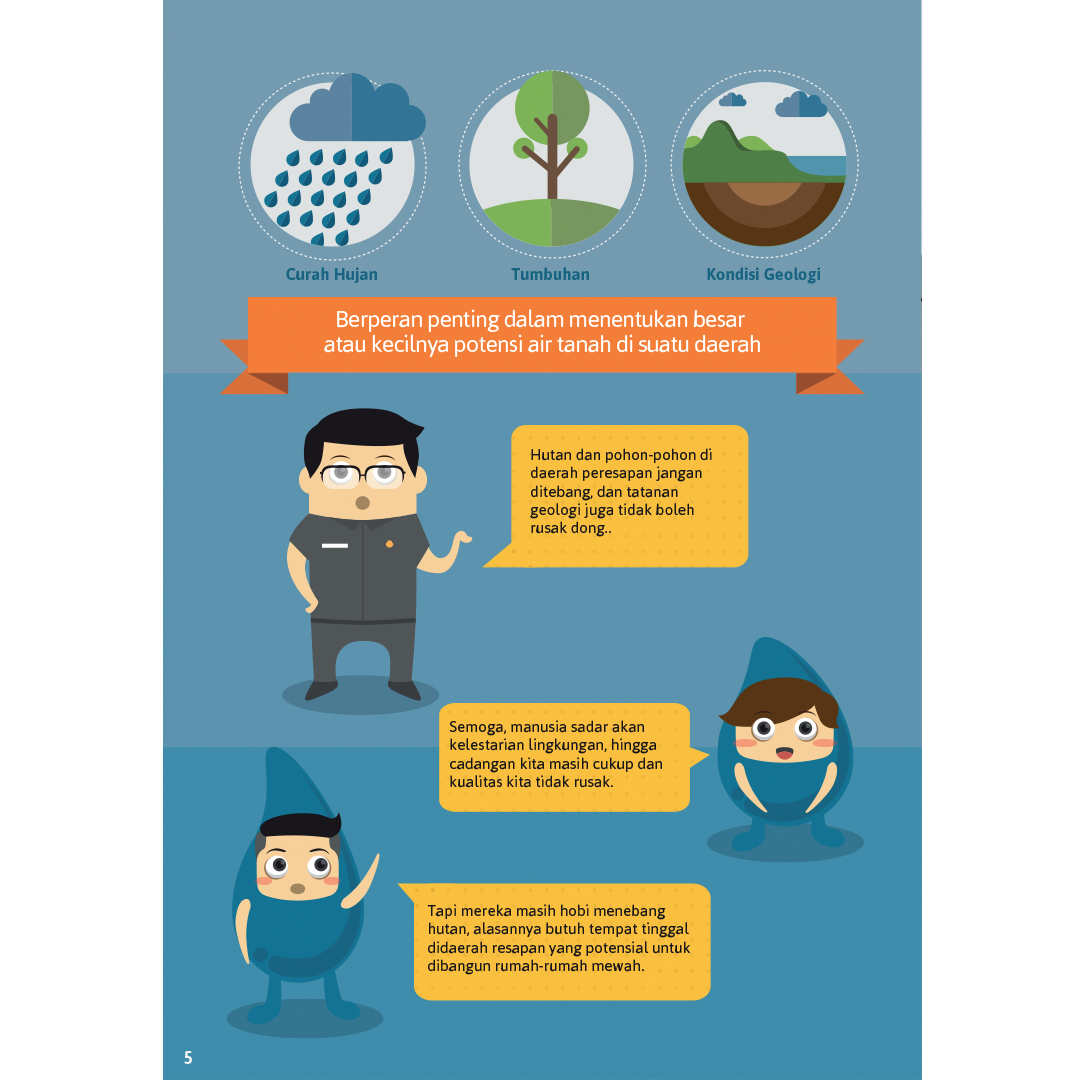 Curah Hujan
Tumbuhan
Kondisi Geologi
Berperan penting dalam menentukan besar
atau kecilnya potensi air tanah di suatu daerah
Hutan dan pohon-pohon di
daerah peresapan jangan
ditebang, dan tatanan
geologi juga tidak boleh
rusak dong..
Semoga, manusia sadar akan
kelestarian lingkungan, hingga
cadangan kita masih cukup dan
kualitas kita tidak rusak.
Tapi mereka masih hobi menebang
hutan, alasannya butuh tempat tinggal
didaerah resapan yang potensial untuk
dibangun rumah-rumah mewah.
5